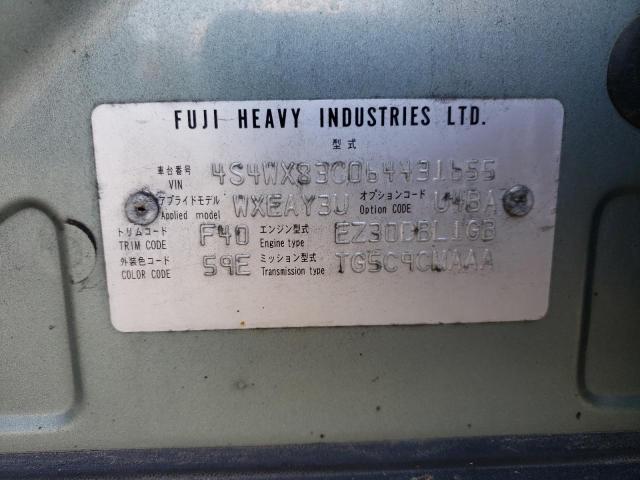 FUJI HEAVY INDUSTRIES LTD.
型式
車台番号 VIN 4S4WX83C064431655
アプライドモデル Applied model WXEAY3U オプションコード Option CODE U4BA
トリムコード TRIM CODE F40 エンジン型式 Engine type EZ30DBL1GB
外装色コード COLOR CODE 59E ミッション型式 Transmission type TG5C9CWAAA